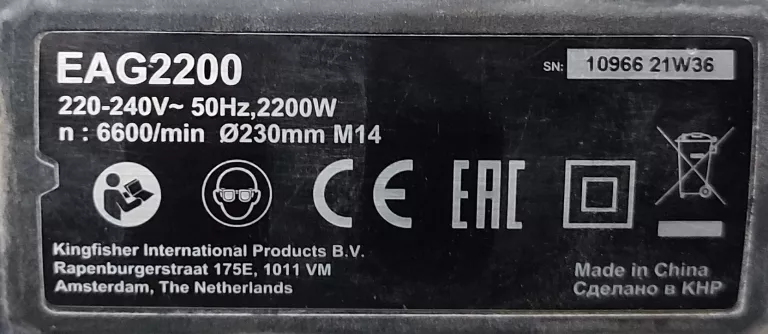 EAG2200
SN: 10966 21W36
220-240V~ 50Hz,2200W
n : 6600/min Ø230mm M14
CE EAC
Kingfisher International Products B.V.
Rapenburgerstraat 175E, 1011 VM
Amsterdam, The Netherlands
Made in China
Сделано в КНР